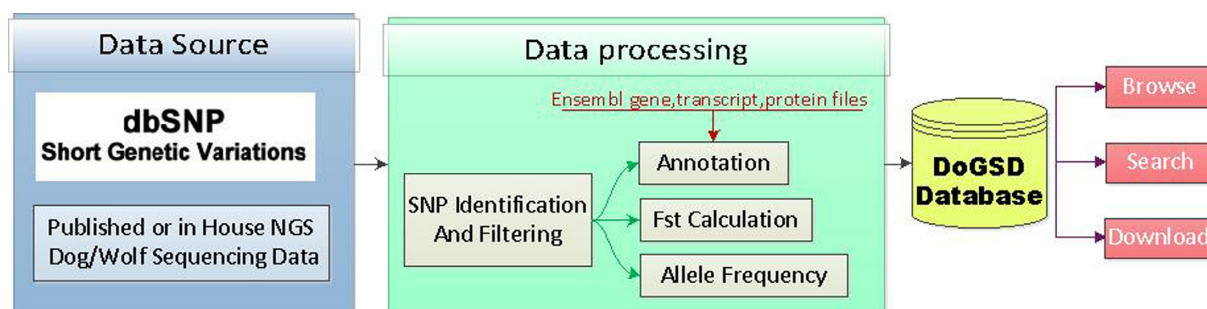 Data Source
dbSNP
Short Genetic Variations
Published or in House NGS
Dog/Wolf Sequencing Data
Data processing
Ensembl gene,transcript,protein files
SNP Identification
And Filtering
Annotation
Fst Calculation
Allele Frequency
DoGSD
Database
Browse
Search
Download